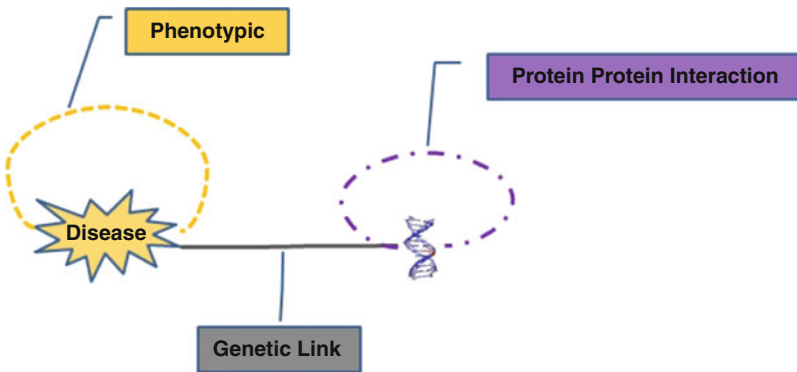 Phenotypic
Protein Protein Interaction
Disease
Genetic Link